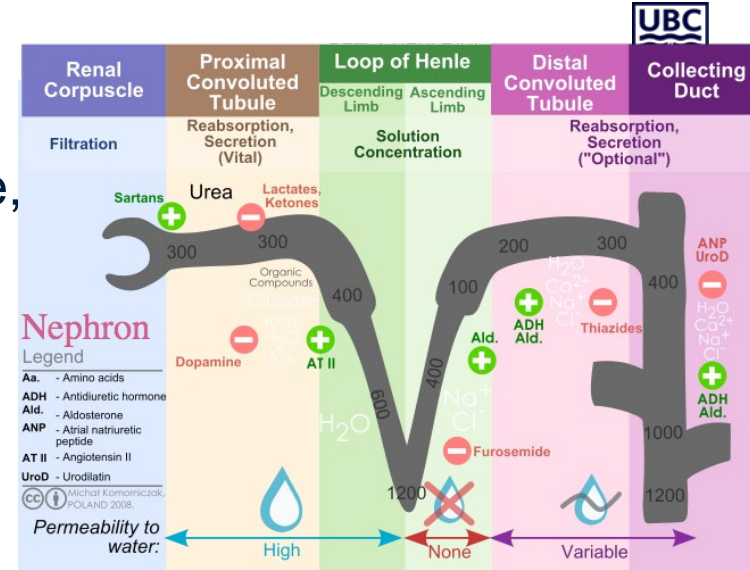 UBC
e,
Renal
Corpuscle
Proximal
Convoluted
Tubule
Loop of Henle
Descending
Limb
Ascending
Limb
Distal
Convoluted
Tubule
Collecting
Duct
Filtration
Reabsorption,
Secretion
(Vital)
Solution
Concentration
Reabsorption,
Secretion
("Optional")
Sartans
Urea
Lactates,
Ketones
300
300
Organic
Compounds
Glucose
Ions
H2O
Aa.
Dopamine
AT II
400
600
H2O
1200
400
100
Ald.
Na+
Cl-
Furosemide
200
300
H2O
Ca2+
Na+
Cl-
ADH
Ald.
Thiazides
400
1000
1200
ANP
UroD
H2O
Ca2+
Na+
Cl-
ADH
Ald.
Nephron
Legend
Aa. - Amino acids
ADH - Antidiuretic hormone
Ald. - Aldosterone
ANP - Atrial natriuretic
peptide
AT II - Angiotensin II
UroD - Urodilatin
cc Michał Komorniczak,
POLAND 2008.
Permeability to
water:
High
None
Variable